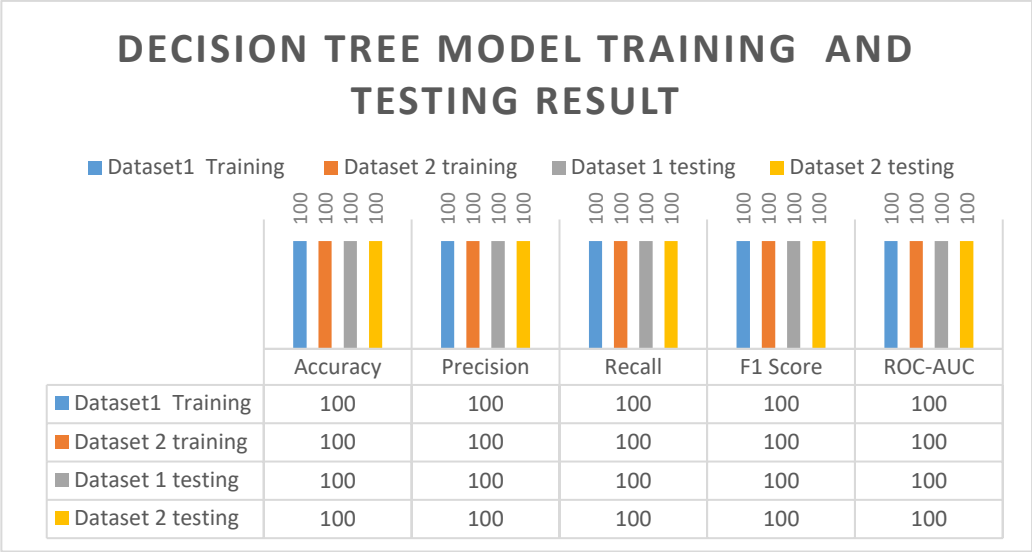 DECISION TREE MODEL TRAINING AND
TESTING RESULT
Dataset1 Training Dataset 2 training Dataset 1 testing Dataset 2 testing
100 100 100 100 100 100 100 100 100 100 100 100 100 100 100 100 100 100 100 100
Accuracy Precision Recall F1 Score ROC-AUC
Dataset1 Training 100 100 100 100 100
Dataset 2 training 100 100 100 100 100
Dataset 1 testing 100 100 100 100 100
Dataset 2 testing 100 100 100 100 100